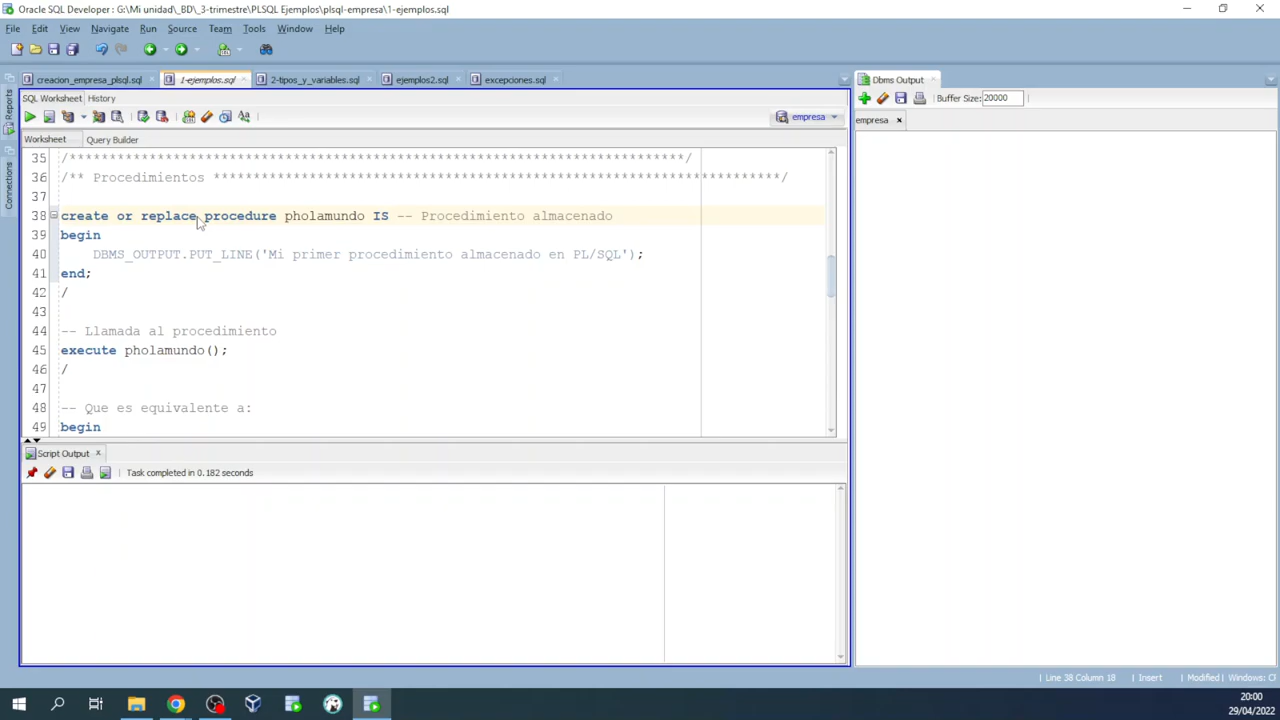 Oracle SQL Developer : G:\Mi unidad\_BD\_3-trimestre\PLSQL Ejemplos\plsql-empresa\1-ejemplos.sql
File Edit View Navigate Run Source Team Tools Window Help
creacion_empresa_plsql.sql 1-ejemplos.sql 2-tipos_y_variables.sql ejemplos2.sql excepciones.sql
SQL Worksheet History
empresa
Worksheet Query Builder
35 /*****************************************************************************/
36 /** Procedimientos ***********************************************************************/
37
38 create or replace procedure pholamundo IS -- Procedimiento almacenado
39 begin
40 DBMS_OUTPUT.PUT_LINE('Mi primer procedimiento almacenado en PL/SQL');
41 end;
42 /
43
44 -- Llamada al procedimiento
45 execute pholamundo();
46 /
47
48 -- Que es equivalente a:
49 begin
Script Output
Task completed in 0.182 seconds
Reports
Connections
Dbms Output
Buffer Size: 20000
empresa
Line 38 Column 18 Insert Modified Windows: Cf
20:00
29/04/2022